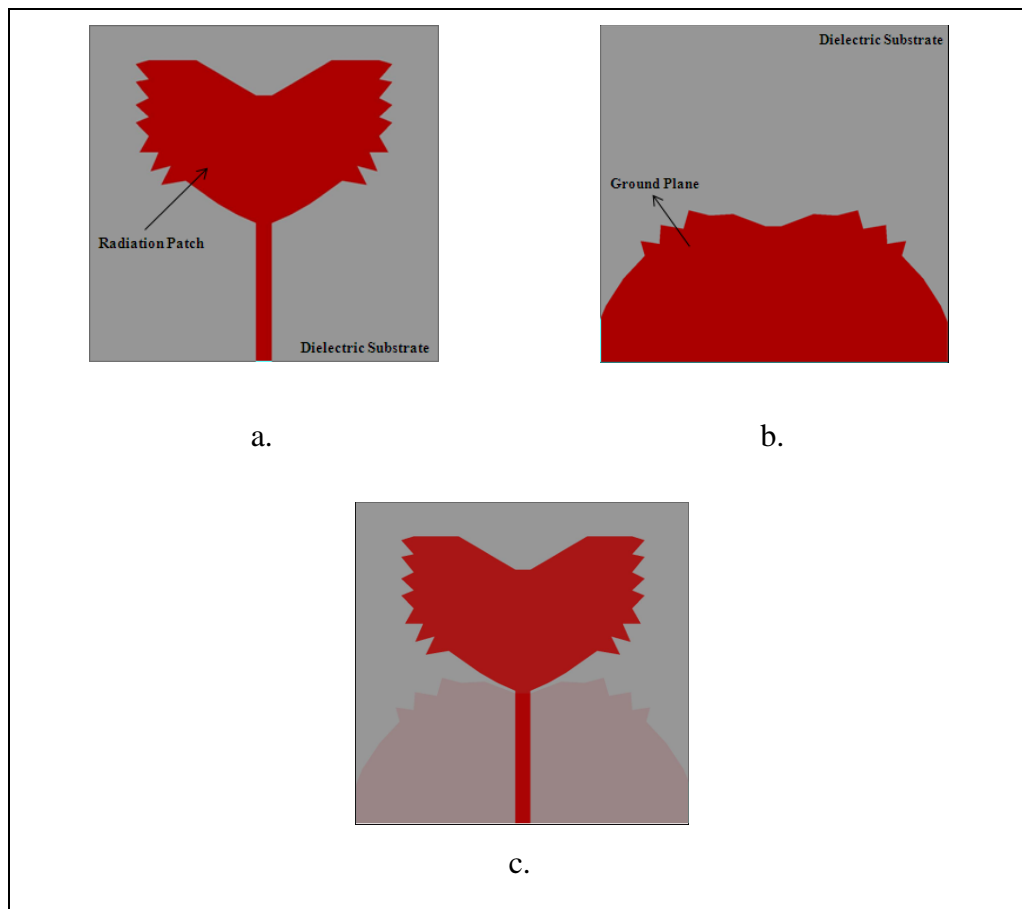 Radiation Patch
Dielectric Substrate
a.
Dielectric Substrate
Ground Plane
b.
c.